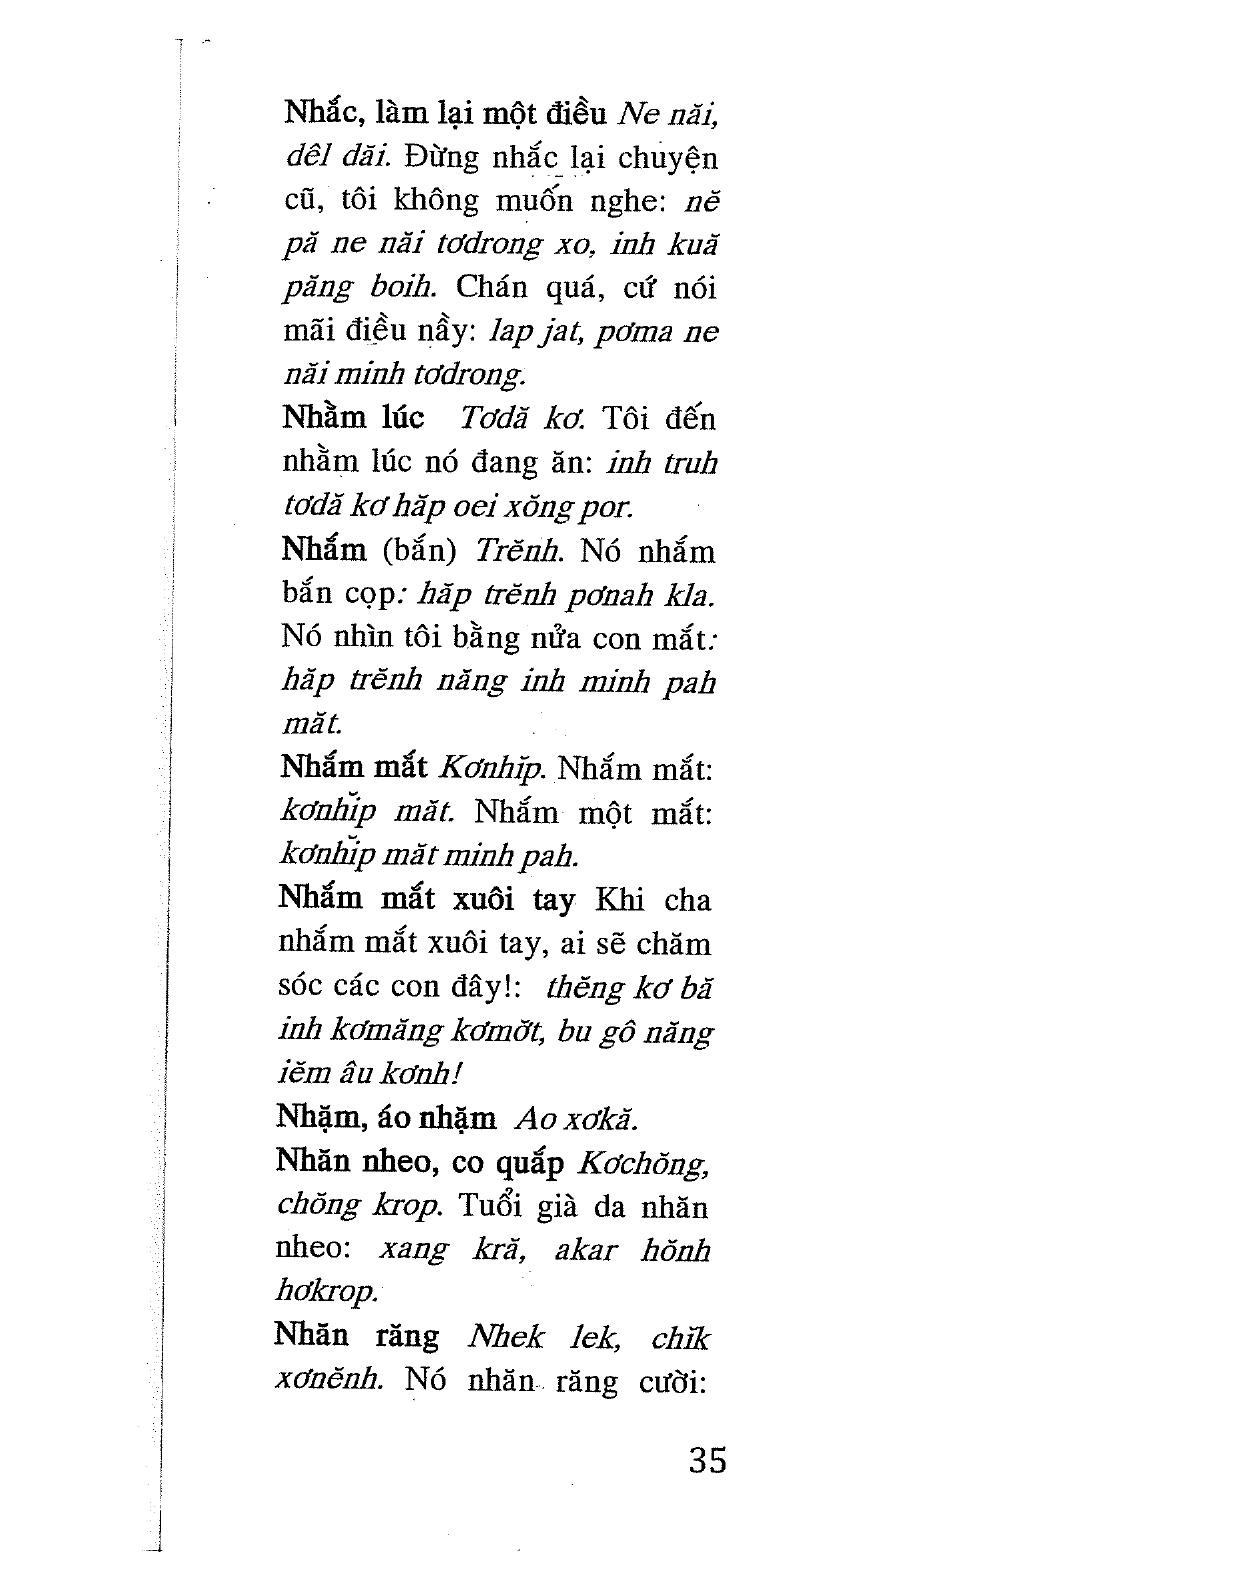 Nhắc, làm lại một điều Ne năi,
dêl dăi. Đừng nhắc lại chuyện
cũ, tôi không muốn nghe: nĕ
pă ne năi tơdrong xo, inh kuă
păng boih. Chán quá, cứ nói
mãi điều nầy: lap jat, pơma ne
năi minh tơdrong.
Nhằm lúc Tơdă kơ. Tôi đến
nhằm lúc nó đang ăn: inh truh
tơdă kơ hăp oei xŏng por.
Nhắm (bắn) Trĕnh. Nó nhắm
bắn cọp: hăp trĕnh pơnah kla.
Nó nhìn tôi bằng nửa con mắt:
hăp trĕnh năng inh minh pah
măt.
Nhắm mắt Kơnhĭp. Nhắm mắt:
kơnhĭp măt. Nhắm một mắt:
kơnhĭp măt minh pah.
Nhắm mắt xuôi tay Khi cha
nhắm mắt xuôi tay, ai sẽ chăm
sóc các con đây!: thĕng kơ bă
inh kơmăng kơmơ̆t, bu gô năng
iĕm âu kơnh!
Nhặm, áo nhặm Ao xơkă.
Nhăn nheo, co quắp Kơchŏng,
chŏng krop. Tuổi già da nhăn
nheo: xang kră, akar hŏnh
hơkrop.
Nhăn răng Nhek lek, chĭk
xơnĕnh. Nó nhăn răng cười:
35